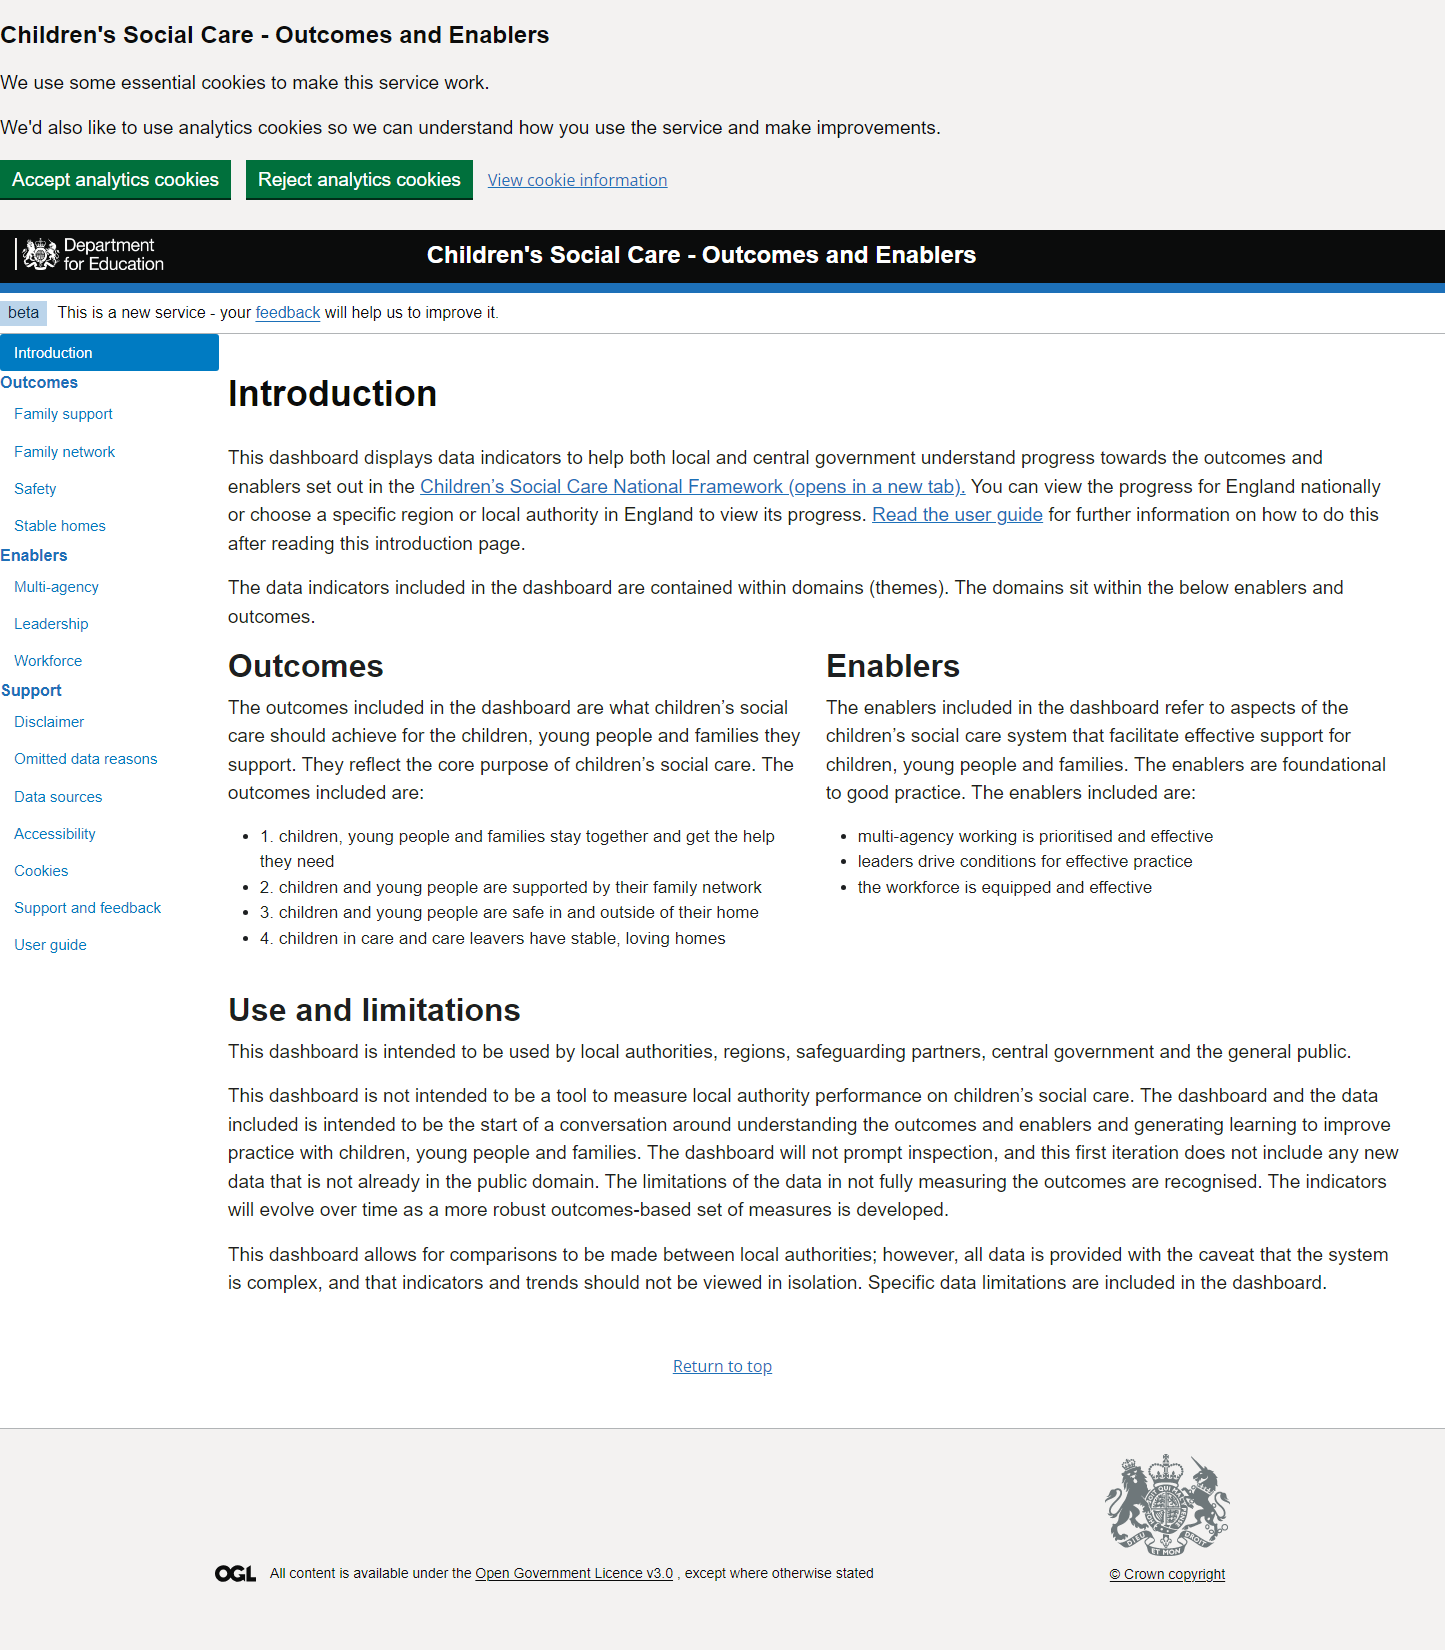 Children's Social Care - Outcomes and Enablers
We use some essential cookies to make this service work.
We'd also like to use analytics cookies so we can understand how you use the service and make improvements.
Accept analytics cookies Reject analytics cookies View cookie information
Department
for Education
Children's Social Care - Outcomes and Enablers
beta This is a new service - your feedback will help us to improve it.
Introduction
Outcomes
Family support
Family network
Safety
Stable homes
Enablers
Multi-agency
Leadership
Workforce
Support
Disclaimer
Omitted data reasons
Data sources
Accessibility
Cookies
Support and feedback
User guide
Introduction
This dashboard displays data indicators to help both local and central government understand progress towards the outcomes and
enablers set out in the Children’s Social Care National Framework (opens in a new tab). You can view the progress for England nationally
or choose a specific region or local authority in England to view its progress. Read the user guide for further information on how to do this
after reading this introduction page.
The data indicators included in the dashboard are contained within domains (themes). The domains sit within the below enablers and
outcomes.
Outcomes
The outcomes included in the dashboard are what children’s social
care should achieve for the children, young people and families they
support. They reflect the core purpose of children’s social care. The
outcomes included are:
• 1. children, young people and families stay together and get the help
they need
• 2. children and young people are supported by their family network
• 3. children and young people are safe in and outside of their home
• 4. children in care and care leavers have stable, loving homes
Enablers
The enablers included in the dashboard refer to aspects of the
children’s social care system that facilitate effective support for
children, young people and families. The enablers are foundational
to good practice. The enablers included are:
• multi-agency working is prioritised and effective
• leaders drive conditions for effective practice
• the workforce is equipped and effective
Use and limitations
This dashboard is intended to be used by local authorities, regions, safeguarding partners, central government and the general public.
This dashboard is not intended to be a tool to measure local authority performance on children’s social care. The dashboard and the data
included is intended to be the start of a conversation around understanding the outcomes and enablers and generating learning to improve
practice with children, young people and families. The dashboard will not prompt inspection, and this first iteration does not include any new
data that is not already in the public domain. The limitations of the data in not fully measuring the outcomes are recognised. The indicators
will evolve over time as a more robust outcomes-based set of measures is developed.
This dashboard allows for comparisons to be made between local authorities; however, all data is provided with the caveat that the system
is complex, and that indicators and trends should not be viewed in isolation. Specific data limitations are included in the dashboard.
Return to top
OGL All content is available under the Open Government Licence v3.0 , except where otherwise stated
DIEU ET MON DROIT
© Crown copyright